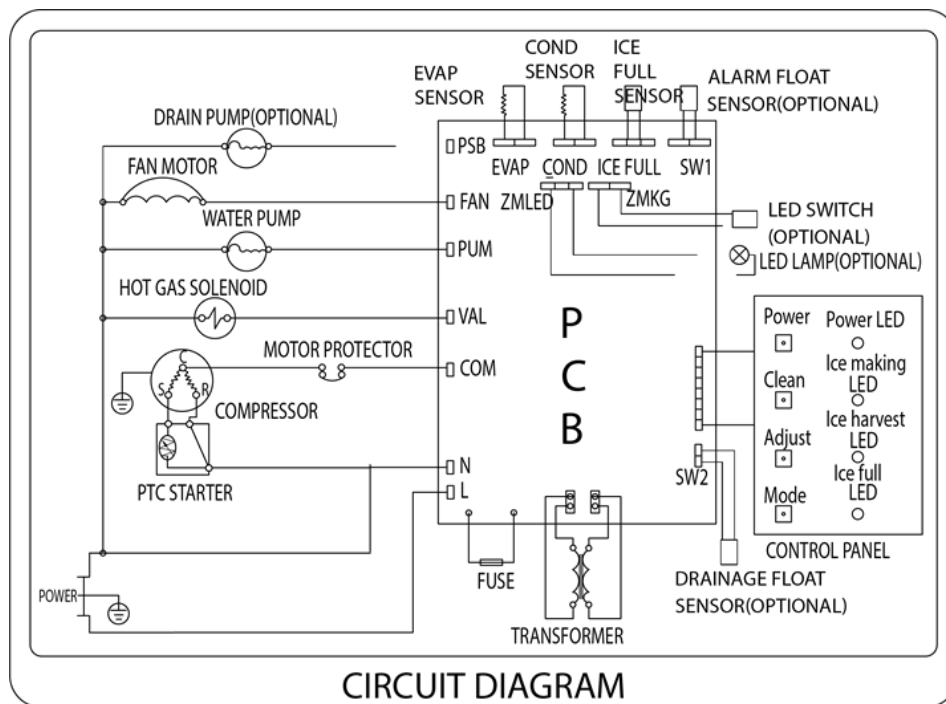 COND
SENSOR
ICE
FULL
SENSOR
EVAP
SENSOR
ALARM FLOAT
SENSOR(OPTIONAL)
DRAIN PUMP(OPTIONAL)
PSB
EVAP
COND
ICE FULL
SW1
FAN MOTOR
FAN
ZMLED
ZMKG
LED SWITCH
(OPTIONAL)
WATER PUMP
PUM
LED LAMP(OPTIONAL)
HOT GAS SOLENOID
VAL
P
C
B
Power
Power LED
MOTOR PROTECTOR
COM
C
S
R
COMPRESSOR
Clean
Ice making
LED
Adjust
Ice harvest
LED
N
L
PTC STARTER
SW2
Mode
Ice full
LED
CONTROL PANEL
FUSE
TRANSFORMER
DRAINAGE FLOAT
SENSOR(OPTIONAL)
POWER
CIRCUIT DIAGRAM